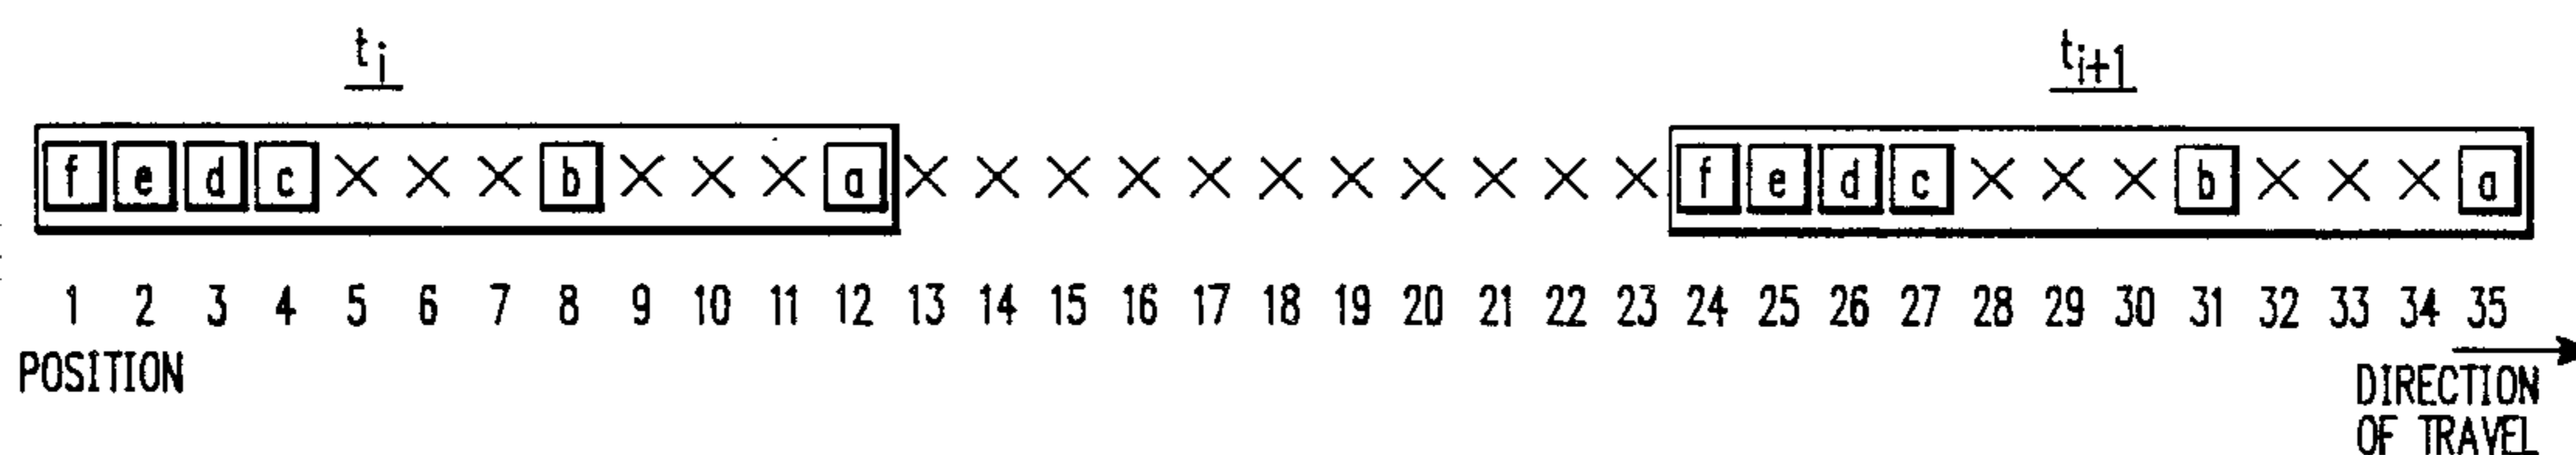 ti ti+1
f e d c × × × b × × × a × × × × × × × × × × × f e d c × × × b × × × a
1 2 3 4 5 6 7 8 9 10 11 12 13 14 15 16 17 18 19 20 21 22 23 24 25 26 27 28 29 30 31 32 33 34 35
POSITION
DIRECTION
OF TRAVEL